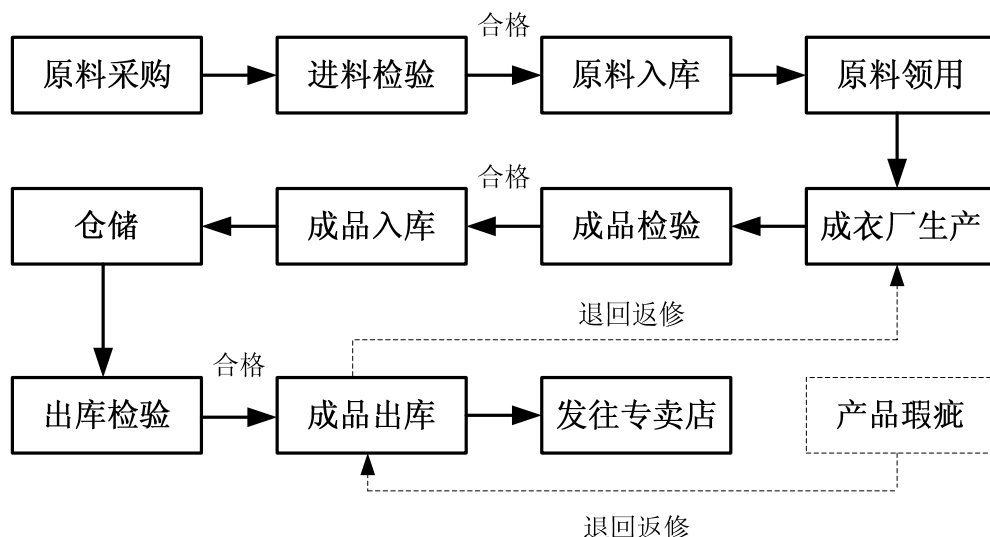 合格
原料采购
进料检验
原料入库
原料领用
合格
仓储
成品入库
成品检验
成衣厂生产
退回返修
合格
出库检验
成品出库
发往专卖店
产品瑕疵
退回返修